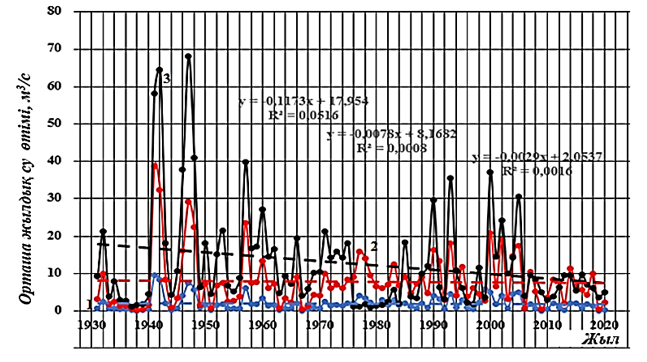 Орташа жылдық су өтімі, м³/с
80
70
60
50
40
30
20
10
0
3
2
y = -0,1173x + 17,954
R² = 0,0516
y = -0,0078x + 8,1682
R² = 0,0008
y = -0,0029x + 2,0537
R² = 0,0016
1930 1940 1950 1960 1970 1980 1990 2000 2010 2020
Жыл